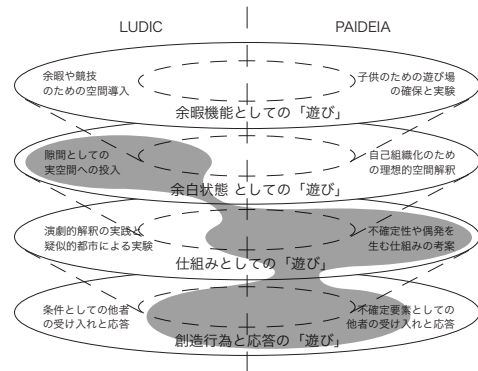 LUDIC
PAIDEIA
余暇や競技
のための空間導入
子供のための遊び場
の確保と実験
余暇機能としての「遊び」
隙間としての
実空間への投入
自己組織化のため
の理想的空間解釈
余白状態 としての「遊び」
演劇的解釈の実践と
疑似的都市による実験
不確定性や偶発を
生む仕組みの考案
仕組みとしての「遊び」
条件としての他者
の受け入れと応答
不確定要素としての
他者の受け入れと応答
創造行為と応答の「遊び」